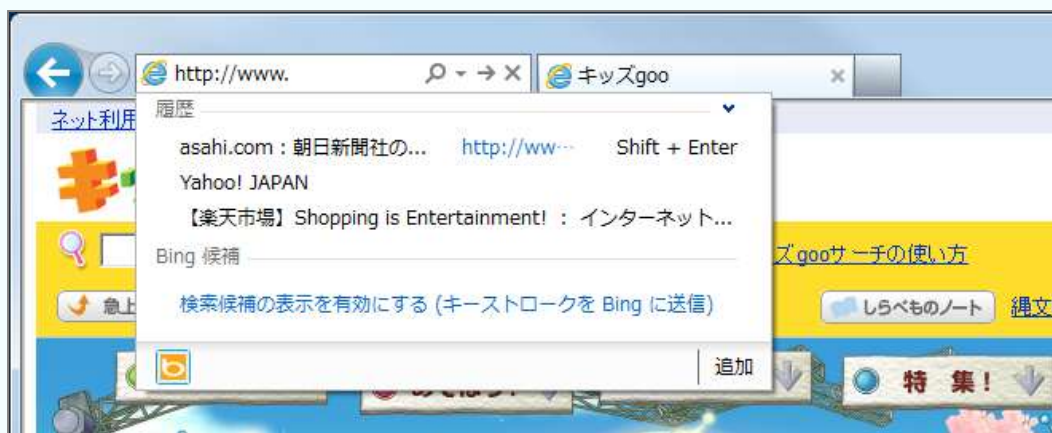 http://www.
キッズgoo
ネット利用
履歴
asahi.com：朝日新聞社の... http://ww… Shift + Enter
Yahoo! JAPAN
【楽天市場】Shopping is Entertainment! ： インターネット...
Bing 候補
ズgooサーチの使い方
検索候補の表示を有効にする (キーストロークを Bing に送信)
急上
しらべものノート
縄文
追加
特 集!